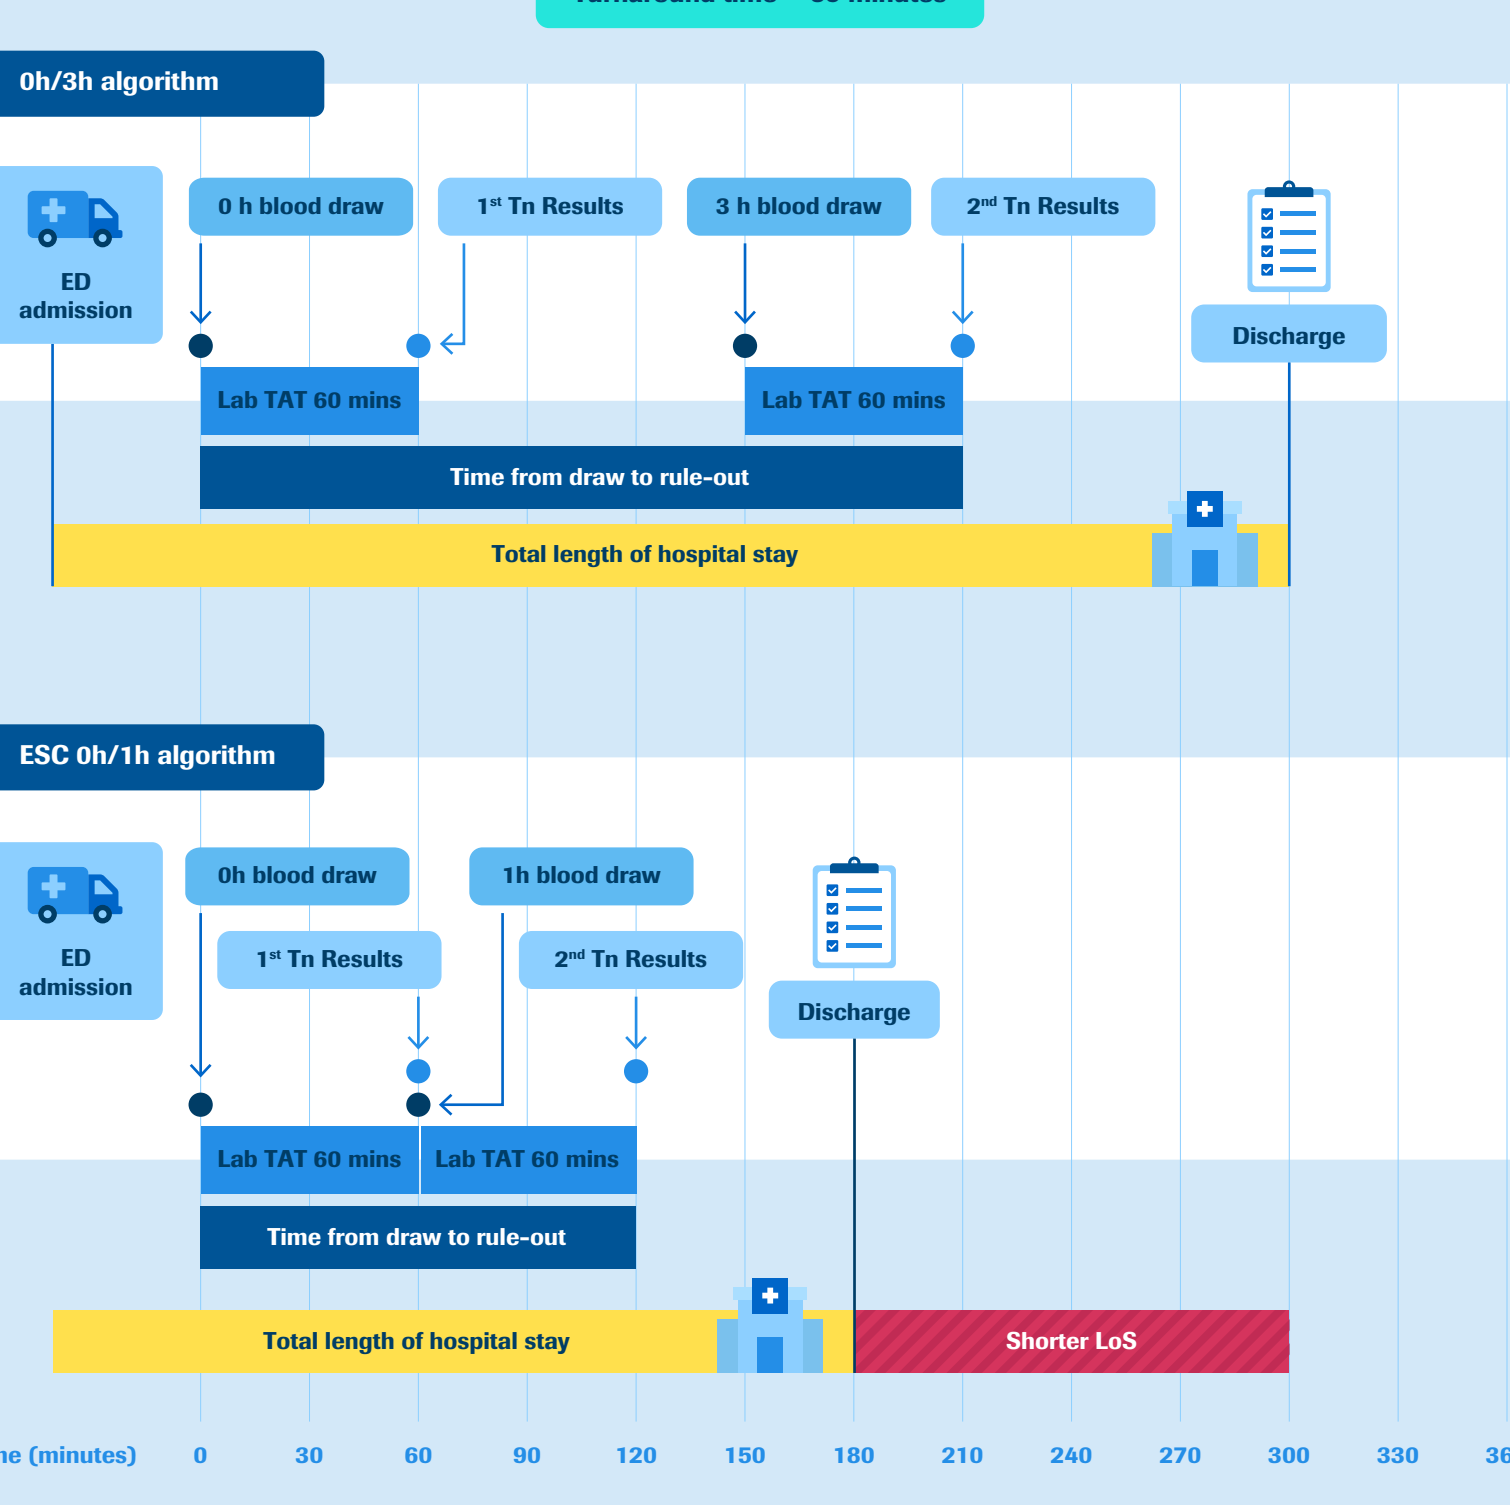 0h/3h algorithm
0 h blood draw
1st Tn Results
3 h blood draw
2nd Tn Results
ED
admission
Discharge
Lab TAT 60 mins
Lab TAT 60 mins
Time from draw to rule-out
Total length of hospital stay
ESC 0h/1h algorithm
0h blood draw
1h blood draw
1st Tn Results
2nd Tn Results
ED
admission
Discharge
Lab TAT 60 mins
Lab TAT 60 mins
Time from draw to rule-out
Total length of hospital stay
Shorter LoS
(minutes)
0 30 60 90 120 150 180 210 240 270 300 330